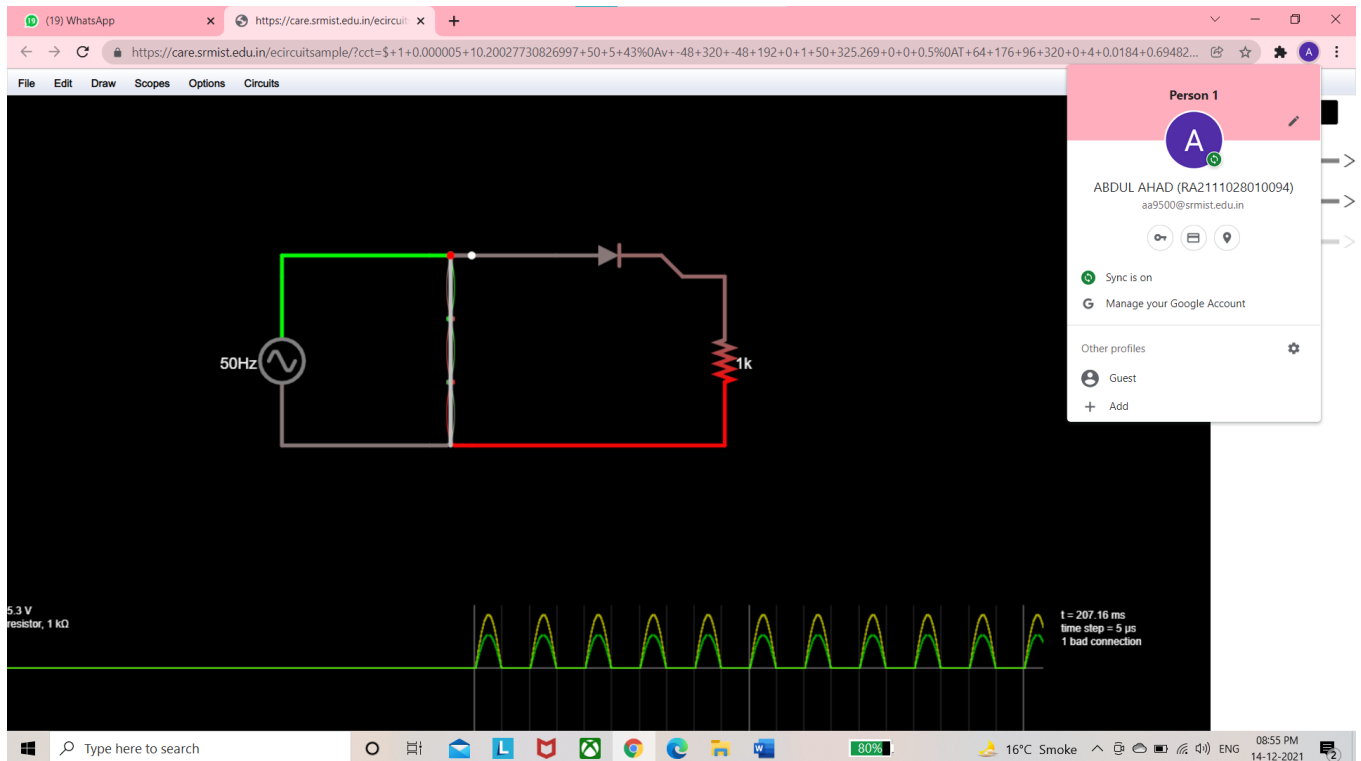 19 (19) WhatsApp
https://care.srmist.edu.in/ecircuit
https://care.srmist.edu.in/ecircuitsample/?cct=$+1+0.000005+10.20027730826997+50+5+43%0Av+-48+320+-48+192+0+1+50+325.269+0+0+0.5%0AT+64+176+96+320+0+4+0.0184+0.69482...
A
File Edit Draw Scopes Options Circuits
Person 1
A
ABDUL AHAD (RA2111028010094)
aa9500@srmist.edu.in
Sync is on
G Manage your Google Account
Other profiles
Guest
Add
50Hz
1k
5.3 V
resistor, 1 kΩ
t = 207.16 ms
time step = 5 µs
1 bad connection
Type here to search
L
W
80%
16°C Smoke
ENG
08:55 PM
14-12-2021
2